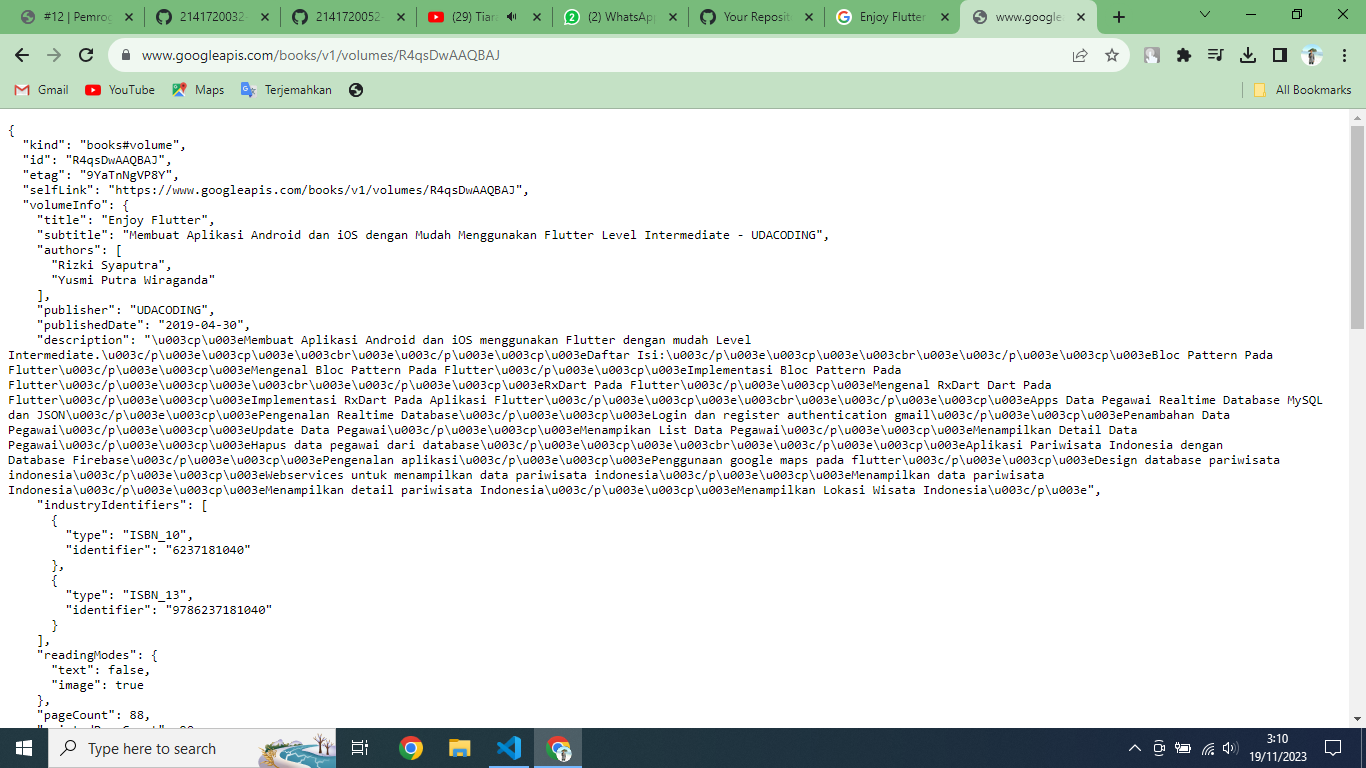 #12 | Pemrog
2141720032
2141720052
(29) Tiara
(2) WhatsApp
Your Reposit
Enjoy Flutter
www.google
www.googleapis.com/books/v1/volumes/R4qsDwAAQBAJ
Gmail YouTube Maps Terjemahkan All Bookmarks
{
"kind": "books#volume",
"id": "R4qsDwAAQBAJ",
"etag": "9YaTnNgVP8Y",
"selfLink": "https://www.googleapis.com/books/v1/volumes/R4qsDwAAQBAJ",
"volumeInfo": {
"title": "Enjoy Flutter",
"subtitle": "Membuat Aplikasi Android dan iOS dengan Mudah Menggunakan Flutter Level Intermediate - UDACODING",
"authors": [
"Rizki Syaputra",
"Yusmi Putra Wiraganda"
],
"publisher": "UDACODING",
"publishedDate": "2019-04-30",
"description": "\u003cp\u003eMembuat Aplikasi Android dan iOS menggunakan Flutter dengan mudah Level
Intermediate.\u003c/p\u003e\u003cp\u003e\u003cbr\u003e\u003c/p\u003e\u003cp\u003eDaftar Isi:\u003c/p\u003e\u003cp\u003e\u003cbr\u003e\u003c/p\u003e\u003cp\u003eBloc Pattern Pada
Flutter\u003c/p\u003e\u003cp\u003eMengenal Bloc Pattern Pada Flutter\u003c/p\u003e\u003cp\u003eImplementasi Bloc Pattern Pada
Flutter\u003c/p\u003e\u003cp\u003e\u003cbr\u003e\u003c/p\u003e\u003cp\u003eRxDart Pada Flutter\u003c/p\u003e\u003cp\u003eMengenal RxDart Dart Pada
Flutter\u003c/p\u003e\u003cp\u003eImplementasi RxDart Pada Aplikasi Flutter\u003c/p\u003e\u003cp\u003e\u003cbr\u003e\u003c/p\u003e\u003cp\u003eApps Data Pegawai Realtime Database MySQL
dan JSON\u003c/p\u003e\u003cp\u003ePengenalan Realtime Database\u003c/p\u003e\u003cp\u003eLogin dan register authentication gmail\u003c/p\u003e\u003cp\u003ePenambahan Data
Pegawai\u003c/p\u003e\u003cp\u003eUpdate Data Pegawai\u003c/p\u003e\u003cp\u003eMenampikan List Data Pegawai\u003c/p\u003e\u003cp\u003eMenampilkan Detail Data
Pegawai\u003c/p\u003e\u003cp\u003eHapus data pegawai dari database\u003c/p\u003e\u003cp\u003e\u003cbr\u003e\u003c/p\u003e\u003cp\u003eAplikasi Pariwisata Indonesia dengan
Database Firebase\u003c/p\u003e\u003cp\u003ePengenalan aplikasi\u003c/p\u003e\u003cp\u003ePenggunaan google maps pada flutter\u003c/p\u003e\u003cp\u003eDesign database pariwisata
indonesia\u003c/p\u003e\u003cp\u003eWebservices untuk menampilkan data pariwisata indonesia\u003c/p\u003e\u003cp\u003eMenampilkan data pariwisata
Indonesia\u003c/p\u003e\u003cp\u003eMenampilkan detail pariwisata Indonesia\u003c/p\u003e\u003cp\u003eMenampilkan Lokasi Wisata Indonesia\u003c/p\u003e",
"industryIdentifiers": [
{
"type": "ISBN_10",
"identifier": "6237181040"
},
{
"type": "ISBN_13",
"identifier": "9786237181040"
}
],
"readingModes": {
"text": false,
"image": true
},
"pageCount": 88,
Type here to search
3:10
19/11/2023